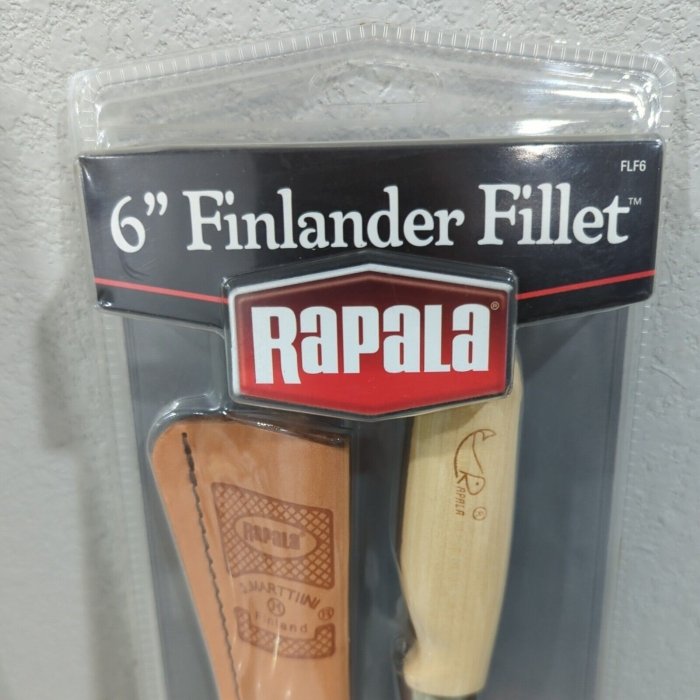 FLF6
6” Finlander Fillet™
RAPALA®
RAPALA
J. MARTTIINI
M ®
Finland
RAPALA ®